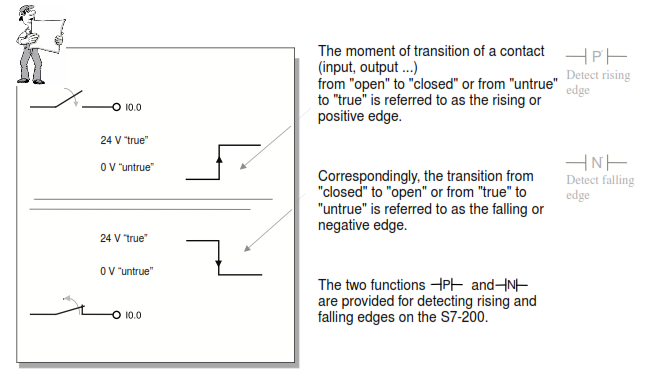 I0.0
24 V "true"
0 V "untrue"
24 V "true"
0 V "untrue"
I0.0
The moment of transition of a contact
(input, output ...)
from "open" to "closed" or from "untrue"
to "true" is referred to as the rising or
positive edge.
P
Detect rising
edge
Correspondingly, the transition from
"closed" to "open" or from "true" to
"untrue" is referred to as the falling or
negative edge.
N
Detect falling
edge
The two functions ⊣P⊢ and ⊣N⊢
are provided for detecting rising and
falling edges on the S7-200.